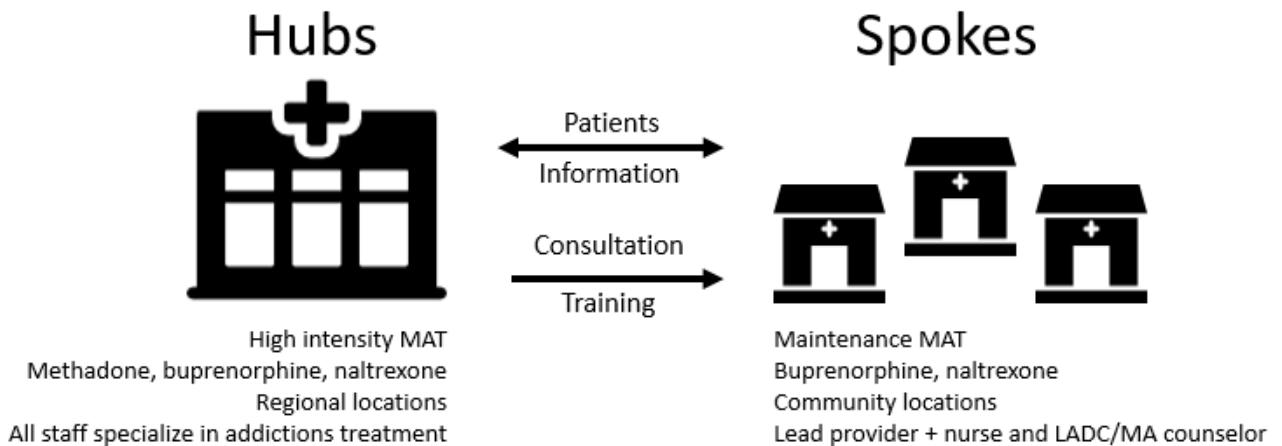 Hubs
Spokes
Patients
Information
Consultation
Training
High intensity MAT
Methadone, buprenorphine, naltrexone
Regional locations
All staff specialize in addictions treatment
Maintenance MAT
Buprenorphine, naltrexone
Community locations
Lead provider + nurse and LADC/MA counselor